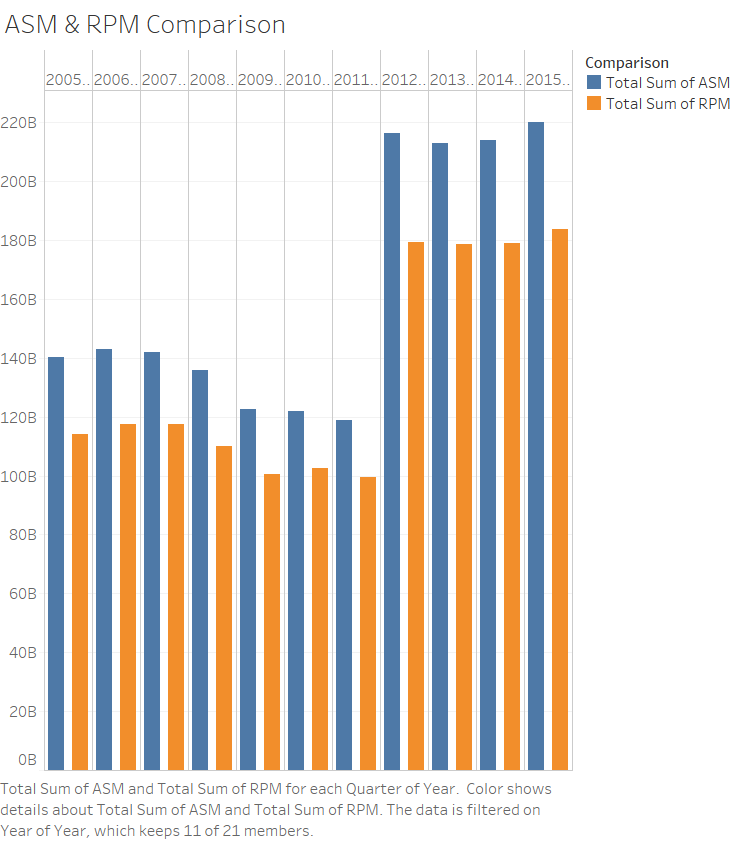 ASM & RPM Comparison
2005.. 2006.. 2007.. 2008.. 2009.. 2010.. 2011.. 2012.. 2013.. 2014.. 2015..
Comparison
Total Sum of ASM
Total Sum of RPM
220B
200B
180B
160B
140B
120B
100B
80B
60B
40B
20B
0B
Total Sum of ASM and Total Sum of RPM for each Quarter of Year.  Color shows
details about Total Sum of ASM and Total Sum of RPM. The data is filtered on
Year of Year, which keeps 11 of 21 members.